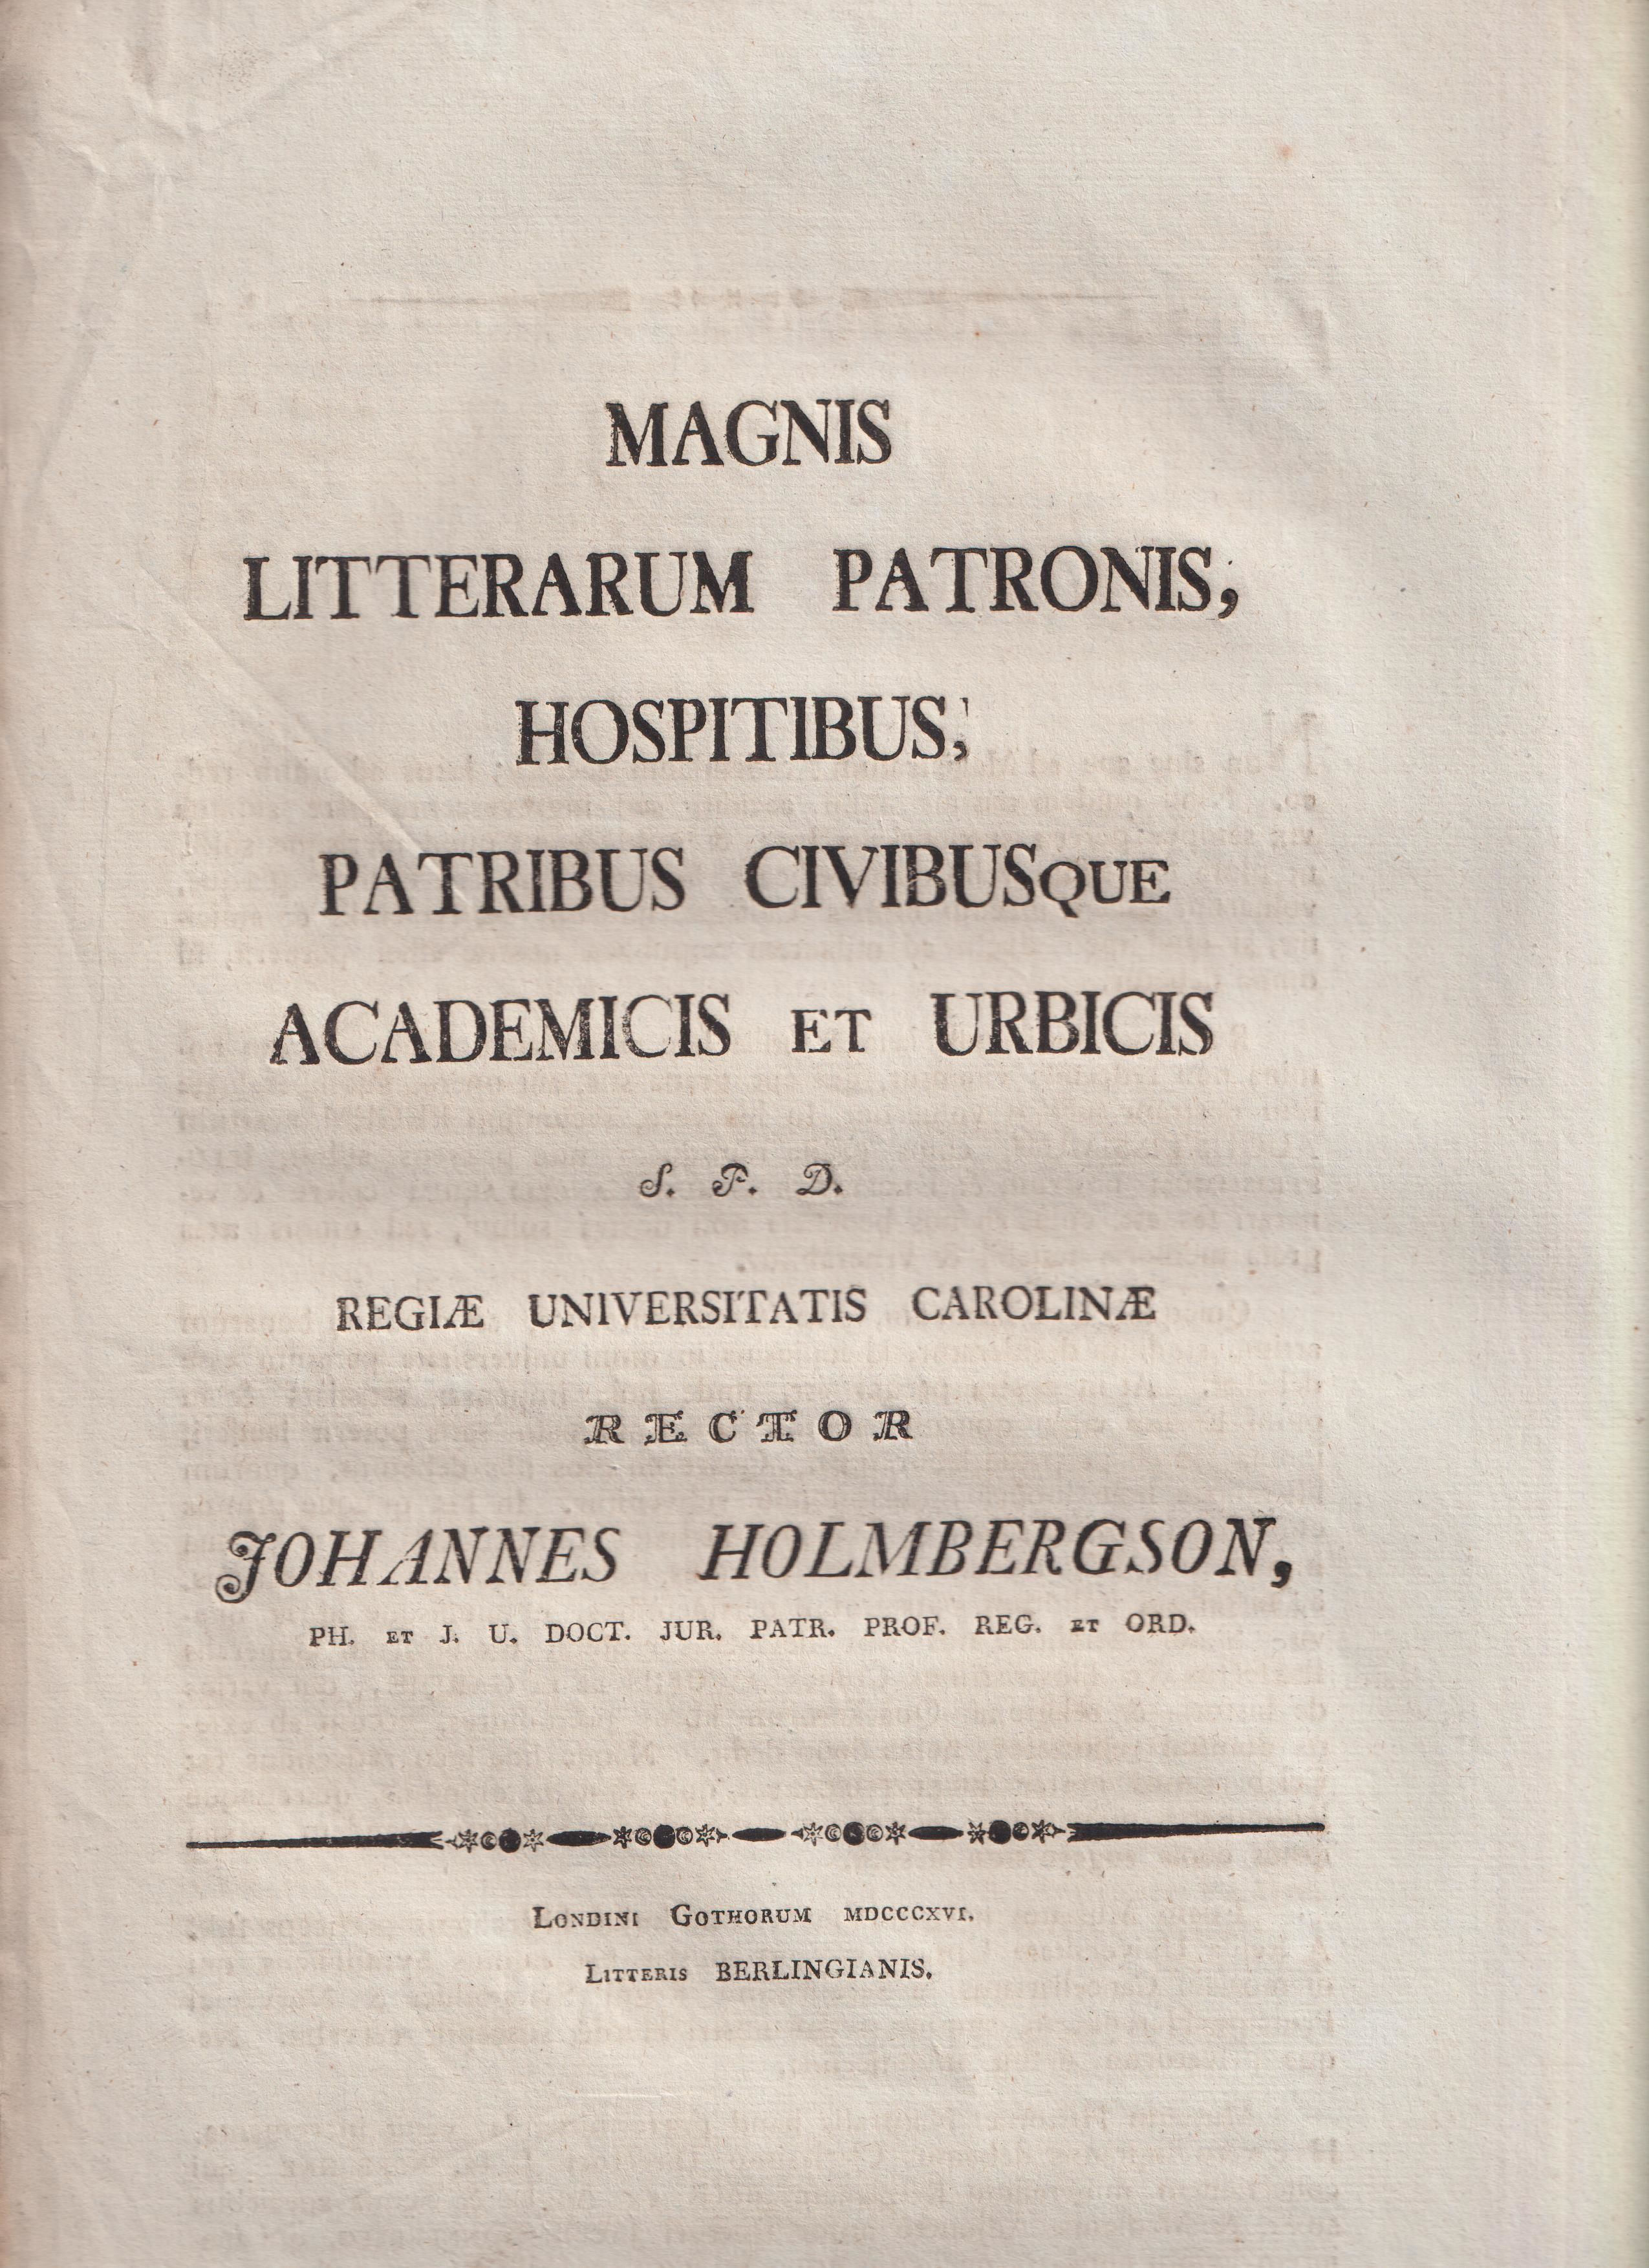 MAGNIS
LITTERARUM PATRONIS,
HOSPITIBUS,
PATRIBUS CIVIBUSQUE
ACADEMICIS ET URBICIS
S. P. D.
REGIÆ UNIVERSITATIS CAROLINÆ
RECTOR
JOHANNES HOLMBERGSON,
PH. ET J. U. DOCT. JUR. PATR. PROF. REG. ET ORD.
LONDINI GOTHORUM MDCCCXVI.
LITTERIS BERLINGIANIS.